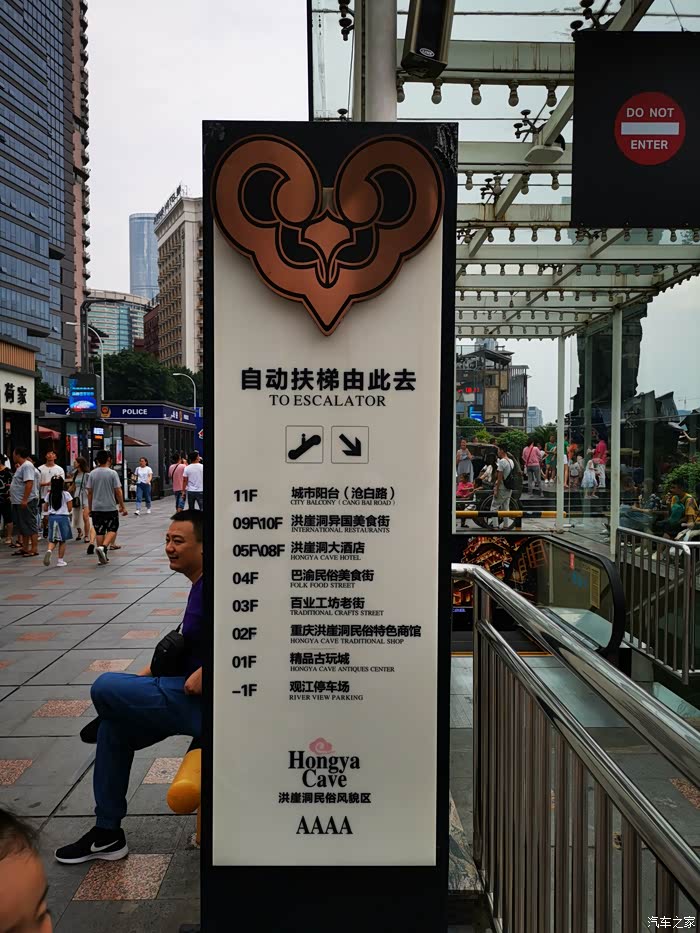 DO NOT
ENTER
自动扶梯由此去
TO ESCALATOR
荷家
POLICE
11F 城市阳台（沧白路）
CITY BALCONY (CANG BAI ROAD)
09F\10F 洪崖洞异国美食街
INTERNATIONAL RESTAURANTS
05F\08F 洪崖洞大酒店
HONGYA CAVE HOTEL
04F 巴渝民俗美食街
FOLK FOOD STREET
03F 百业工坊老街
TRADITIONAL CRAFTS STREET
02F 重庆洪崖洞民俗特色商馆
HONGYA CAVE TRADITIONAL SHOP
01F 精品古玩城
HONGYA CAVE ANTIQUES CENTER
-1F 观江停车场
RIVER VIEW PARKING
Hongya
Cave
洪崖洞民俗风貌区
AAAA
汽车之家